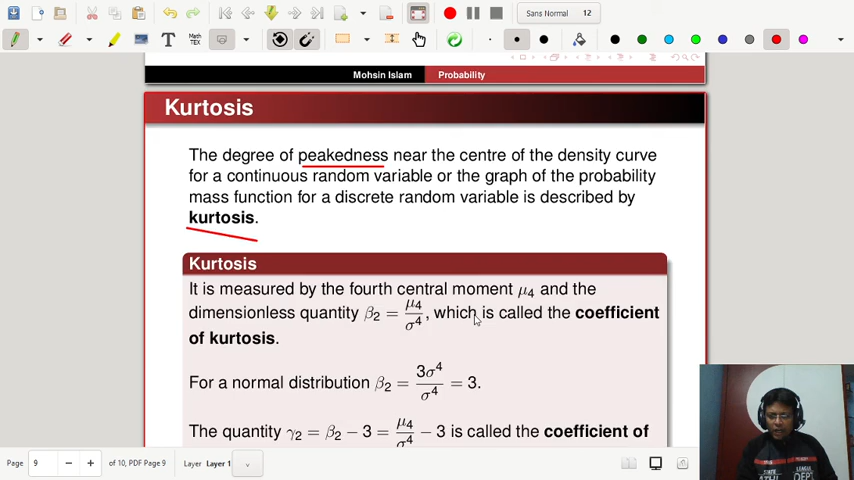 Sans Normal 12
T
Math
TEX
Mohsin Islam Probability
Kurtosis
The degree of peakedness near the centre of the density curve
for a continuous random variable or the graph of the probability
mass function for a discrete random variable is described by
kurtosis.
Kurtosis
It is measured by the fourth central moment μ₄ and the
dimensionless quantity β₂ = μ₄/σ⁴, which is called the coefficient
of kurtosis.
For a normal distribution β₂ = 3σ⁴/σ⁴ = 3.
The quantity γ₂ = β₂ − 3 = μ₄/σ⁴ − 3 is called the coefficient of
Page 9 − + of 10, PDF Page 9 Layer Layer 1